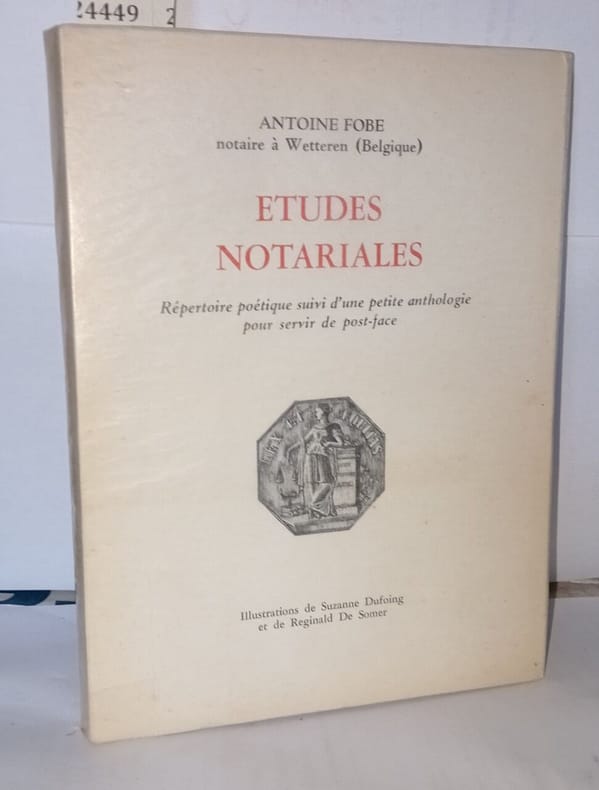 24449 2
ANTOINE FOBE
notaire à Wetteren (Belgique)
ETUDES
NOTARIALES
Répertoire poétique suivi d'une petite anthologie
pour servir de post-face
Illustrations de Suzanne Dufoing
et de Reginald De Somer